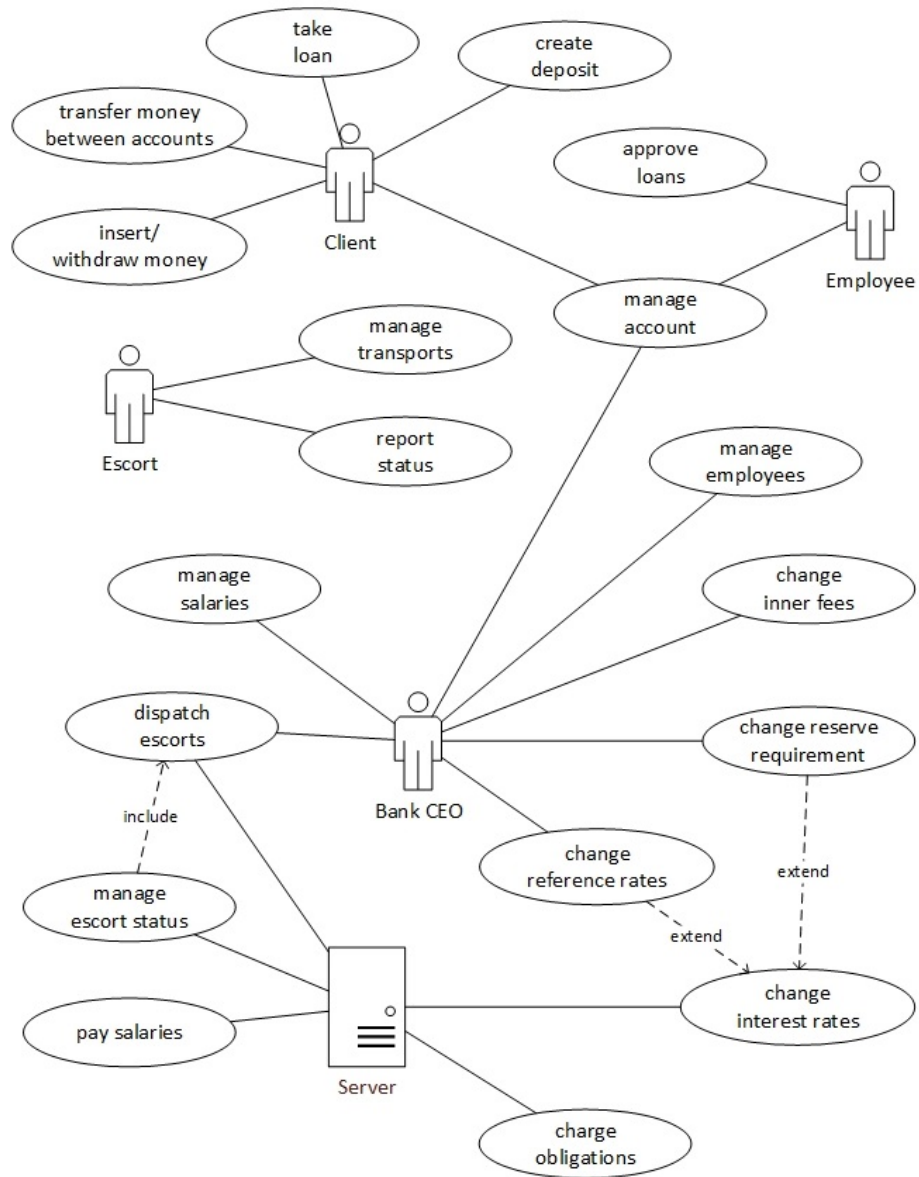 take
loan
create
deposit
transfer money
between accounts
approve
loans
insert/
withdraw money
Client
Employee
manage
account
manage
transports
report
status
Escort
manage
employees
manage
salaries
change
inner fees
dispatch
escorts
change reserve
requirement
Bank CEO
include
change
reference rates
extend
manage
escort status
extend
change
interest rates
pay salaries
Server
charge
obligations